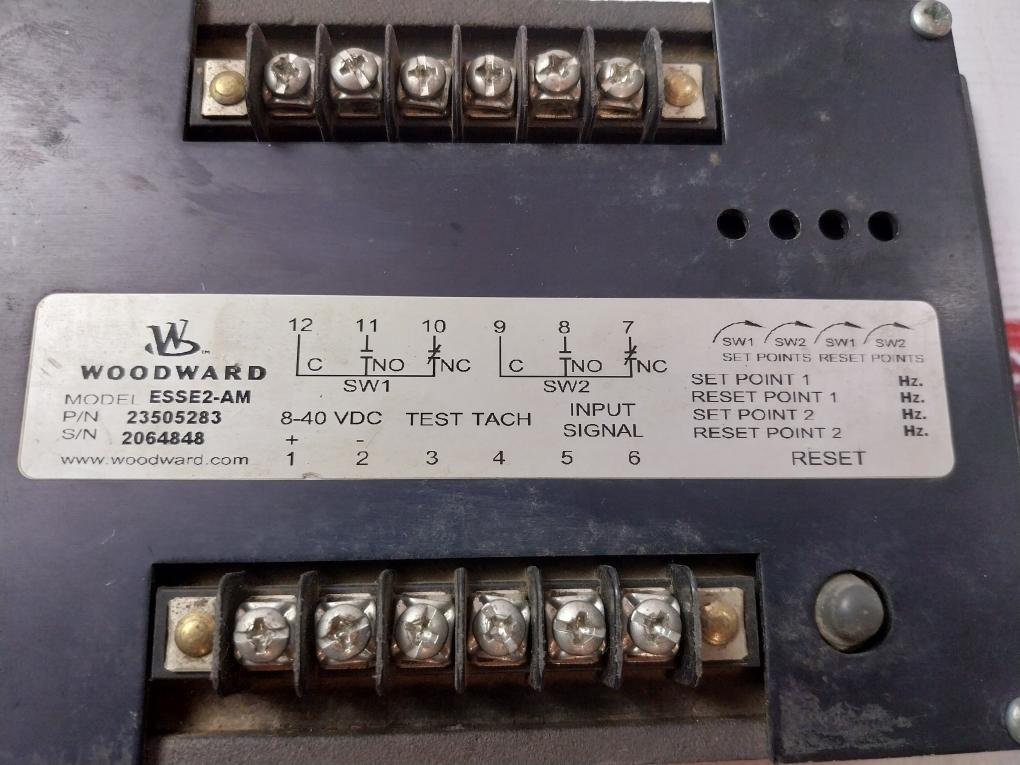 12 11 10 9 8 7
C NO NC C NO NC
SW1 SW2
W™
WOODWARD
MODEL ESSE2-AM
P/N 23505283
S/N 2064848
www.woodward.com
8-40 VDC TEST TACH INPUT SIGNAL
+ -
1 2 3 4 5 6
SW1 SW2 SW1 SW2
SET POINTS RESET POINTS
SET POINT 1 Hz.
RESET POINT 1 Hz.
SET POINT 2 Hz.
RESET POINT 2 Hz.
RESET